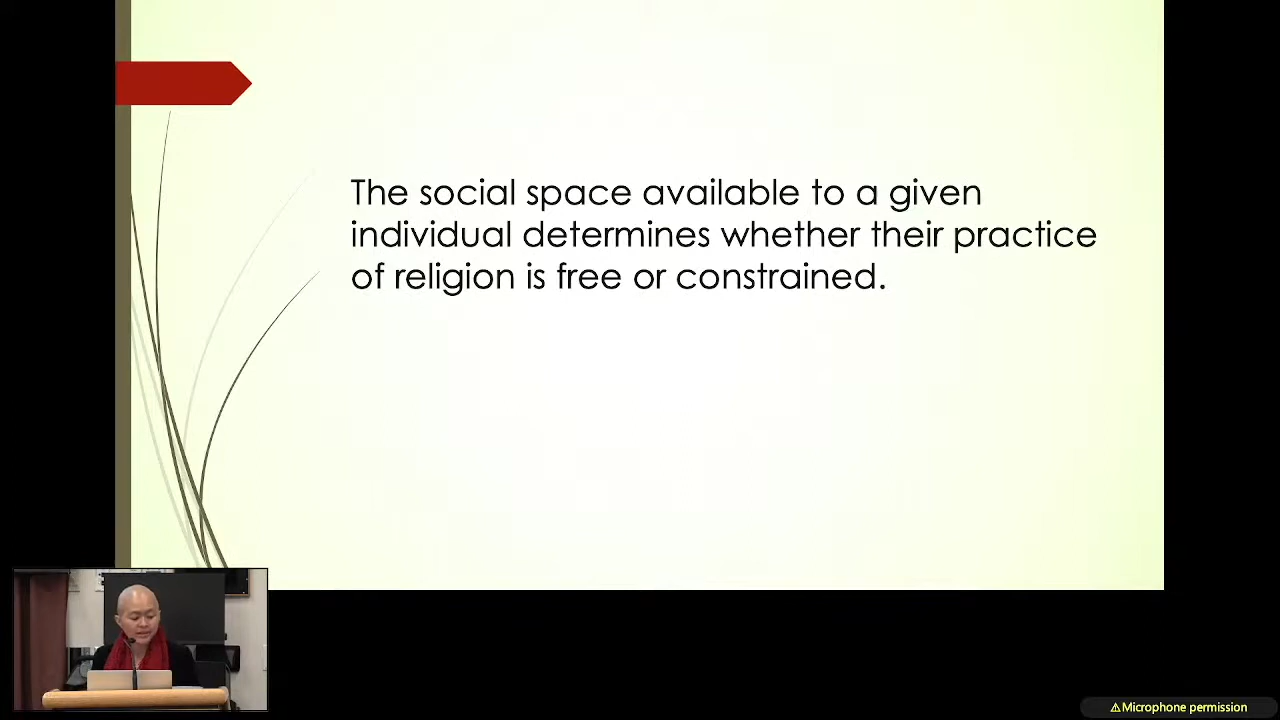 The social space available to a given
individual determines whether their practice
of religion is free or constrained.
⚠Microphone permission